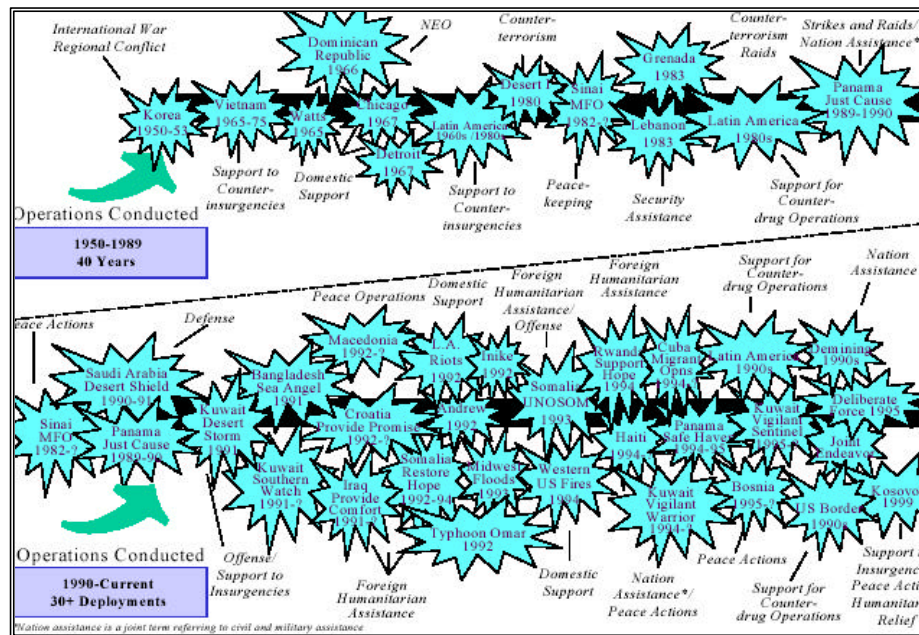 International War
Regional Conflict
Dominican
Republic
1966
NEO
Counter-
terrorism
Counter-
terrorism
Raids
Strikes and Raids/
Nation Assistance*
Korea
1950-53
Vietnam
1965-75
Watts
1965
Chicago
1967
Detroit
1967
Latin America
1960s /1980s
Desert I
1980
Sinai
MFO
1982-?
Grenada
1983
Lebanon
1983
Latin America
1980s
Panama
Just Cause
1989-1990
Support to
Counter-
insurgencies
Domestic
Support
Support to
Counter-
insurgencies
Peace-
keeping
Security
Assistance
Support for
Counter-
drug Operations
Operations Conducted
1950-1989
40 Years
eace Actions
Defense
Peace Operations
Domestic
Support
Foreign
Humanitarian
Assistance/
Offense
Foreign
Humanitarian
Assistance
Support for
Counter-
drug Operations
Nation
Assistance
Sinai
MFO
1982-?
Saudi Arabia
Desert Shield
1990-91
Panama
Just Cause
1989-90
Kuwait
Desert
Storm
1991
Bangladesh
Sea Angel
1991
Kuwait
Southern
Watch
1991-?
Macedonia
1992-?
Croatia
Provide Promise
1992-?
Iraq
Provide
Comfort
1991-?
L.A.
Riots
1992
Andrew
1992
Somalia
Restore
Hope
1992-94
Inike
1992
Midwest
Floods
1993
Typhoon Omar
1992
Somalia
UNOSOM
1993
Western
US Fires
1994
Rwanda
Support
Hope
1994
Haiti
1994-?
Cuba
Migrant
Opns
1994-?
Panama
Safe Haven
1994-95
Kuwait
Vigilant
Warrior
1994-?
Latin America
1990s
Kuwait
Vigilant
Sentinel
1995-?
Bosnia
1995-?
Demining
1990s
Deliberate
Force 1995
Joint
Endeavor
US Border
1990s
Kosovo
1999
Operations Conducted
1990-Current
30+ Deployments
Offense/
Support to
Insurgencies
Foreign
Humanitarian
Assistance
Domestic
Support
Nation
Assistance*/
Peace Actions
Peace Actions
Support for
Counter-
drug Operations
Support
Insurgenc
Peace Actio
Humanitar
Relief
*Nation assistance is a joint term referring to civil and military assistance